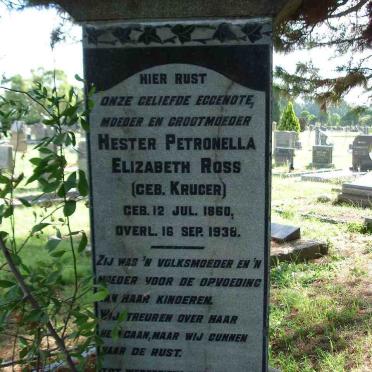 HIER RUST
ONZE GELIEFDE EGGENOTE,
MOEDER EN GROOTMOEDER
HESTER PETRONELLA
ELIZABETH ROSS
(GEB. KRUGER)
GEB. 12 JUL. 1860,
OVERL. 16 SEP. 1938.
ZIJ WAS 'N VOLKSMOEDER EN 'N
MOEDER VOOR DE OPVOEDING
VAN HAAR KINDEREN.
WIJ TREUREN OVER HAAR
HEENGAAN, MAAR WIJ GUNNEN
HAAR DE RUST.